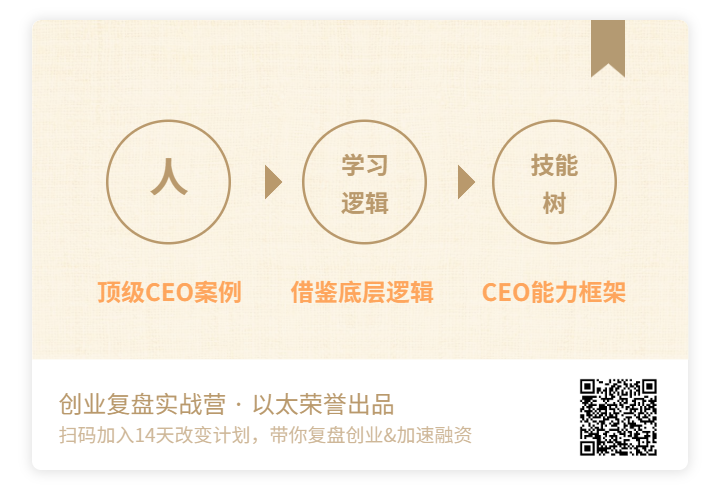 人
学习
逻辑
技能
树
顶级CEO案例
借鉴底层逻辑
CEO能力框架
创业复盘实战营 · 以太荣誉出品
扫码加入14天改变计划，带你复盘创业&加速融资